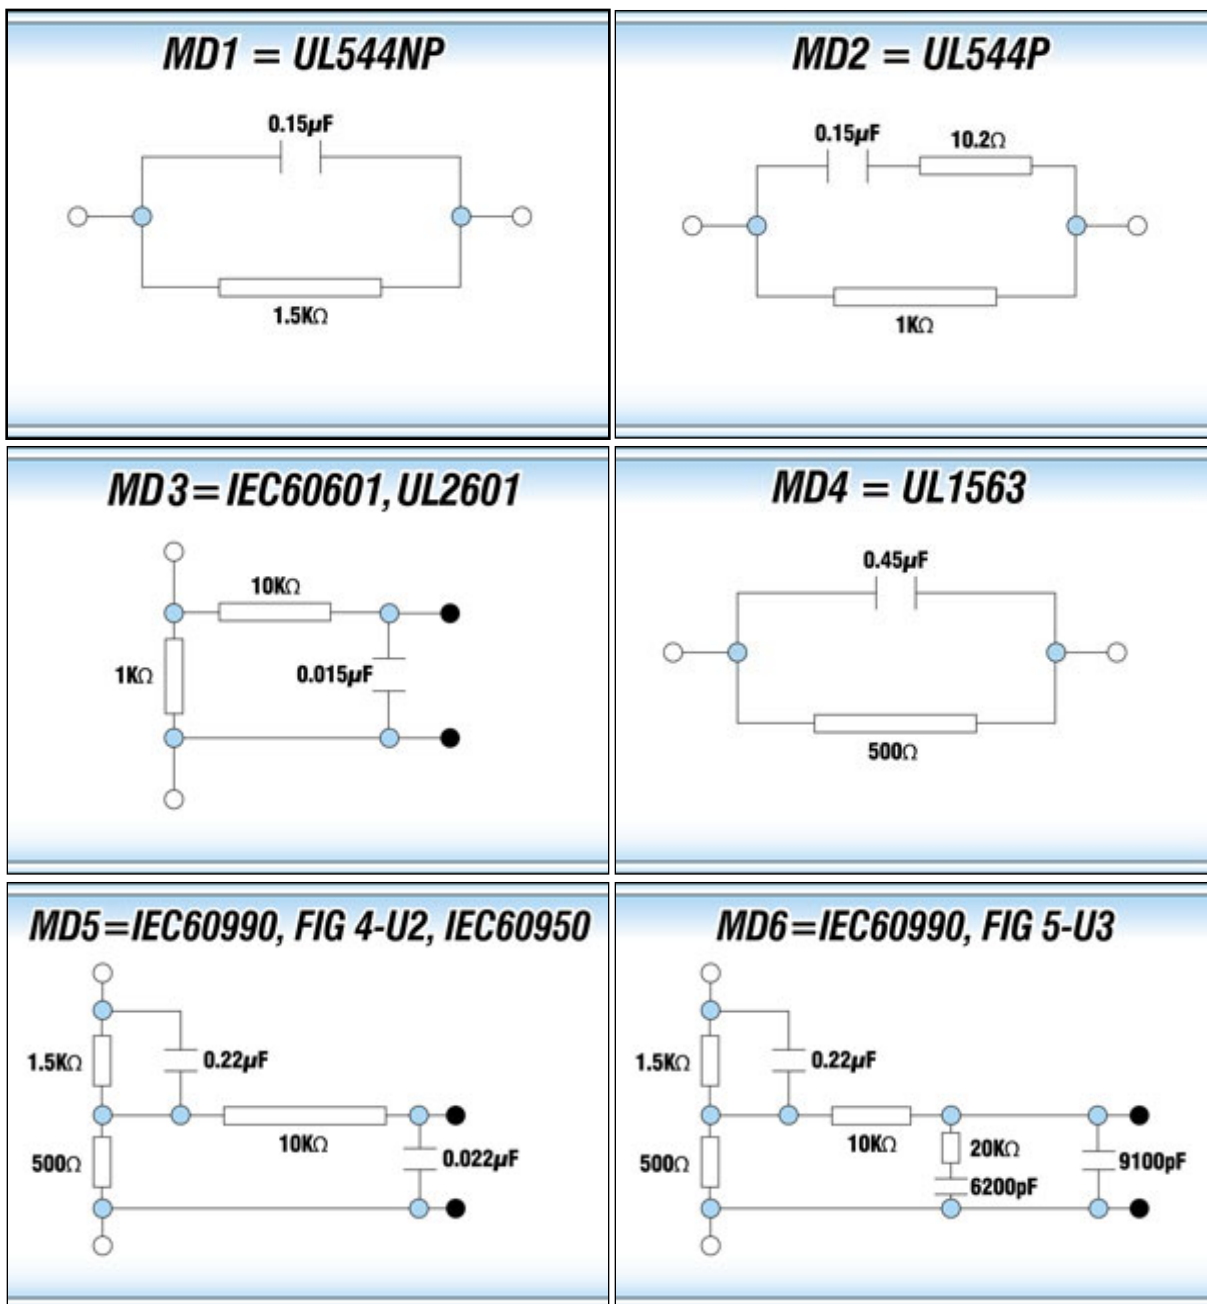 MD1 = UL544NP
0.15µF
1.5KΩ
MD2 = UL544P
0.15µF
10.2Ω
1KΩ
MD3=IEC60601, UL2601
10KΩ
1KΩ
0.015µF
MD4 = UL1563
0.45µF
500Ω
MD5=IEC60990, FIG 4-U2, IEC60950
1.5KΩ
0.22µF
10KΩ
500Ω
0.022µF
MD6=IEC60990, FIG 5-U3
1.5KΩ
0.22µF
10KΩ
20KΩ
500Ω
9100pF
6200pF